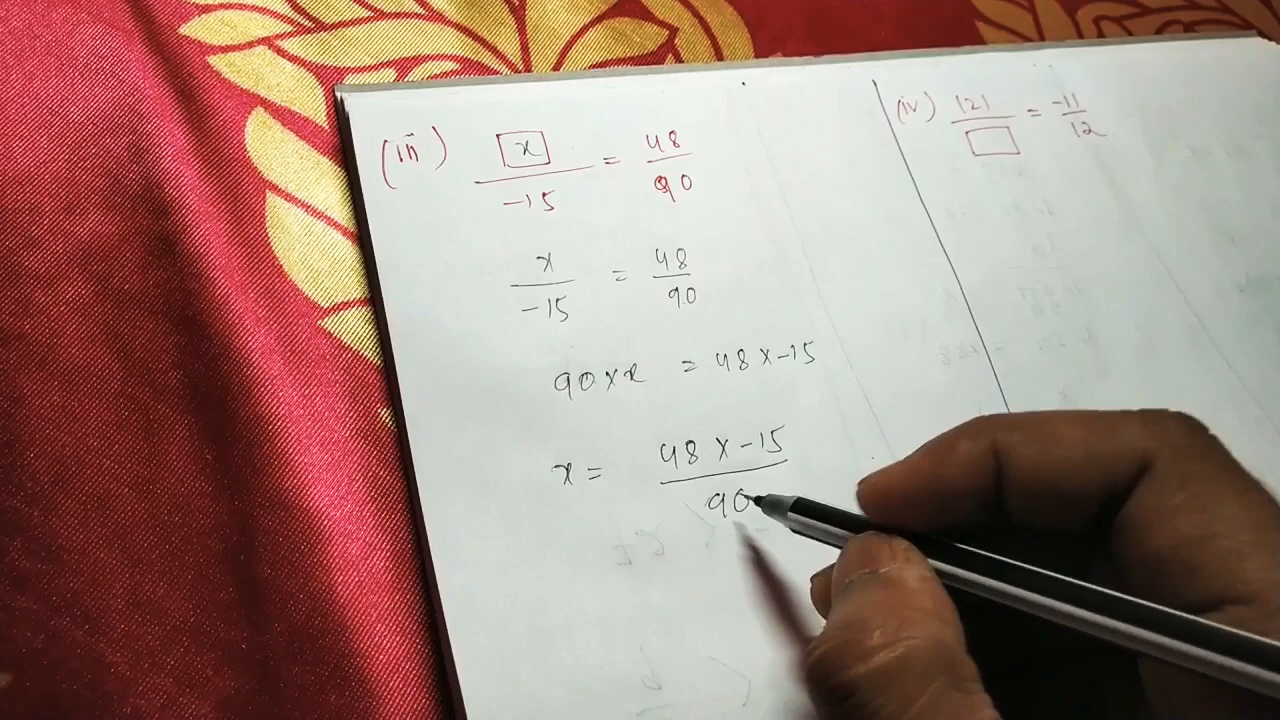 (iii) x/-15 = 48/90
x/-15 = 48/90
90 × x = 48 × -15
x = 48 × -15/90
(iv) 121/□ = -11/12